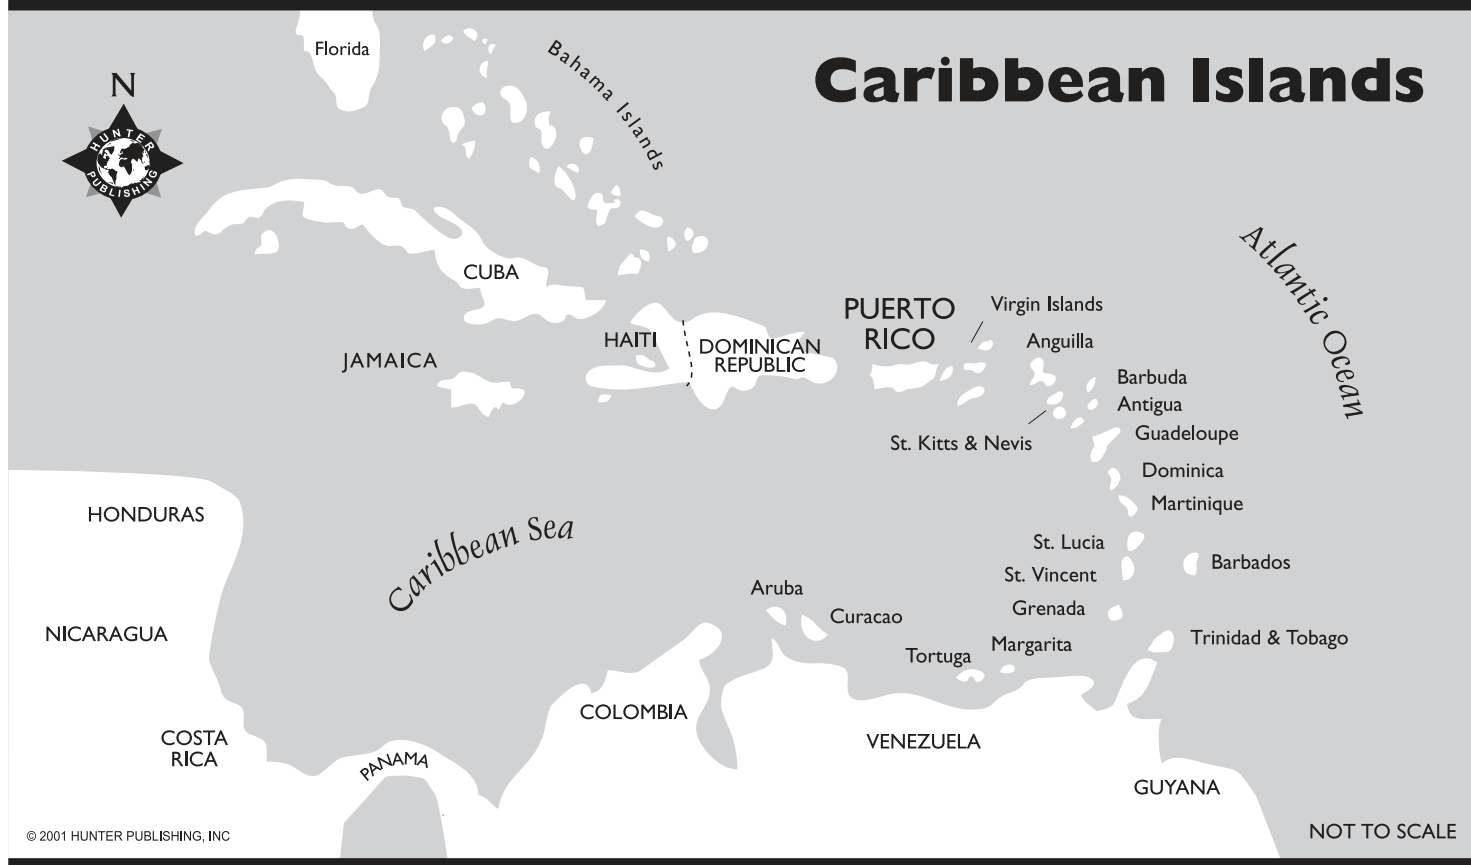 Florida
Bahama Islands
Caribbean Islands
N
HUNTER
PUBLISHING
Atlantic Ocean
CUBA
PUERTO
RICO
Virgin Islands
HAITI
DOMINICAN
REPUBLIC
Anguilla
JAMAICA
Barbuda
Antigua
St. Kitts & Nevis
Guadeloupe
Dominica
Martinique
HONDURAS
Caribbean Sea
St. Lucia
Barbados
St. Vincent
Aruba
Grenada
Curacao
NICARAGUA
Trinidad & Tobago
Margarita
Tortuga
COLOMBIA
COSTA
RICA
VENEZUELA
PANAMA
GUYANA
© 2001 HUNTER PUBLISHING, INC
NOT TO SCALE